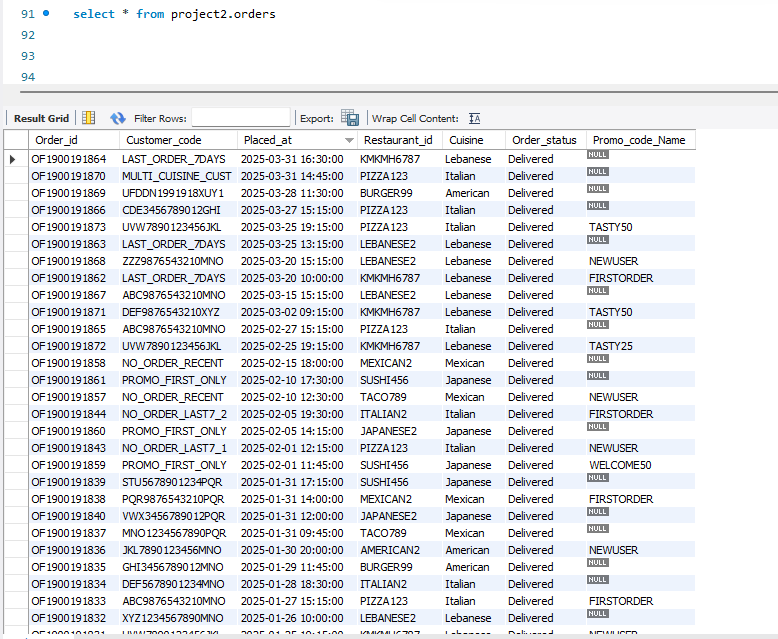 91 select * from project2.orders
92
93
94
Result Grid Filter Rows: Export: Wrap Cell Content:
Order_id Customer_code Placed_at Restaurant_id Cuisine Order_status Promo_code_Name
OF1900191864 LAST_ORDER_7DAYS 2025-03-31 16:30:00 KMKMH6787 Lebanese Delivered NULL
OF1900191870 MULTI_CUISINE_CUST 2025-03-31 14:45:00 PIZZA123 Italian Delivered NULL
OF1900191869 UFDDN1991918XUY1 2025-03-28 11:30:00 BURGER99 American Delivered NULL
OF1900191866 CDE3456789012GHI 2025-03-27 15:15:00 PIZZA123 Italian Delivered NULL
OF1900191873 UVW7890123456JKL 2025-03-25 19:15:00 PIZZA123 Italian Delivered TASTY50
OF1900191863 LAST_ORDER_7DAYS 2025-03-25 13:15:00 LEBANESE2 Lebanese Delivered NULL
OF1900191868 ZZZ9876543210MNO 2025-03-20 15:15:00 LEBANESE2 Lebanese Delivered NEWUSER
OF1900191862 LAST_ORDER_7DAYS 2025-03-20 10:00:00 KMKMH6787 Lebanese Delivered FIRSTORDER
OF1900191867 ABC9876543210MNO 2025-03-15 15:15:00 LEBANESE2 Lebanese Delivered NULL
OF1900191871 DEF9876543210XYZ 2025-03-02 09:15:00 KMKMH6787 Lebanese Delivered TASTY50
OF1900191865 ABC9876543210MNO 2025-02-27 15:15:00 PIZZA123 Italian Delivered NULL
OF1900191872 UVW7890123456JKL 2025-02-25 19:15:00 KMKMH6787 Lebanese Delivered TASTY25
OF1900191858 NO_ORDER_RECENT 2025-02-15 18:00:00 MEXICAN2 Mexican Delivered NULL
OF1900191861 PROMO_FIRST_ONLY 2025-02-10 17:30:00 SUSHI456 Japanese Delivered NULL
OF1900191857 NO_ORDER_RECENT 2025-02-10 12:30:00 TACO789 Mexican Delivered NEWUSER
OF1900191844 NO_ORDER_LAST7_2 2025-02-05 19:30:00 ITALIAN2 Italian Delivered FIRSTORDER
OF1900191860 PROMO_FIRST_ONLY 2025-02-05 14:15:00 JAPANESE2 Japanese Delivered NULL
OF1900191843 NO_ORDER_LAST7_1 2025-02-01 12:15:00 PIZZA123 Italian Delivered NEWUSER
OF1900191859 PROMO_FIRST_ONLY 2025-02-01 11:45:00 SUSHI456 Japanese Delivered WELCOME50
OF1900191839 STU5678901234PQR 2025-01-31 17:15:00 SUSHI456 Japanese Delivered NULL
OF1900191838 PQR9876543210PQR 2025-01-31 14:00:00 MEXICAN2 Mexican Delivered FIRSTORDER
OF1900191840 VWX3456789012PQR 2025-01-31 12:00:00 JAPANESE2 Japanese Delivered NULL
OF1900191837 MNO1234567890PQR 2025-01-31 09:45:00 TACO789 Mexican Delivered NULL
OF1900191836 JKL7890123456MNO 2025-01-30 20:00:00 AMERICAN2 American Delivered NEWUSER
OF1900191835 GHI3456789012MNO 2025-01-29 11:45:00 BURGER99 American Delivered NULL
OF1900191834 DEF5678901234MNO 2025-01-28 18:30:00 ITALIAN2 Italian Delivered NULL
OF1900191833 ABC9876543210MNO 2025-01-27 15:15:00 PIZZA123 Italian Delivered FIRSTORDER
OF1900191832 XYZ1234567890MNO 2025-01-26 10:00:00 LEBANESE2 Lebanese Delivered NULL